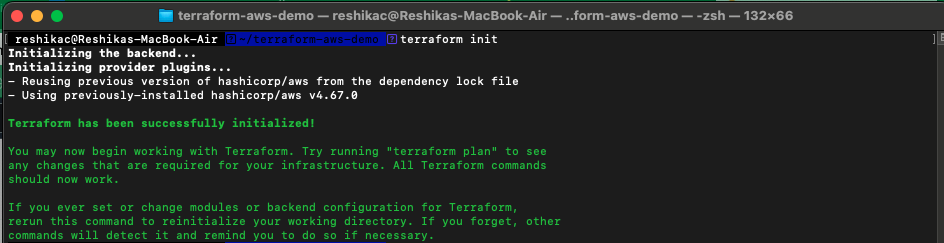 terraform-aws-demo — reshikac@Reshikas-MacBook-Air — ..form-aws-demo — -zsh — 132×66
[ reshikac@Reshikas-MacBook-Air ? ~/terraform-aws-demo ? terraform init ]
Initializing the backend...
Initializing provider plugins...
- Reusing previous version of hashicorp/aws from the dependency lock file
- Using previously-installed hashicorp/aws v4.67.0
Terraform has been successfully initialized!
You may now begin working with Terraform. Try running "terraform plan" to see
any changes that are required for your infrastructure. All Terraform commands
should now work.
If you ever set or change modules or backend configuration for Terraform,
rerun this command to reinitialize your working directory. If you forget, other
commands will detect it and remind you to do so if necessary.